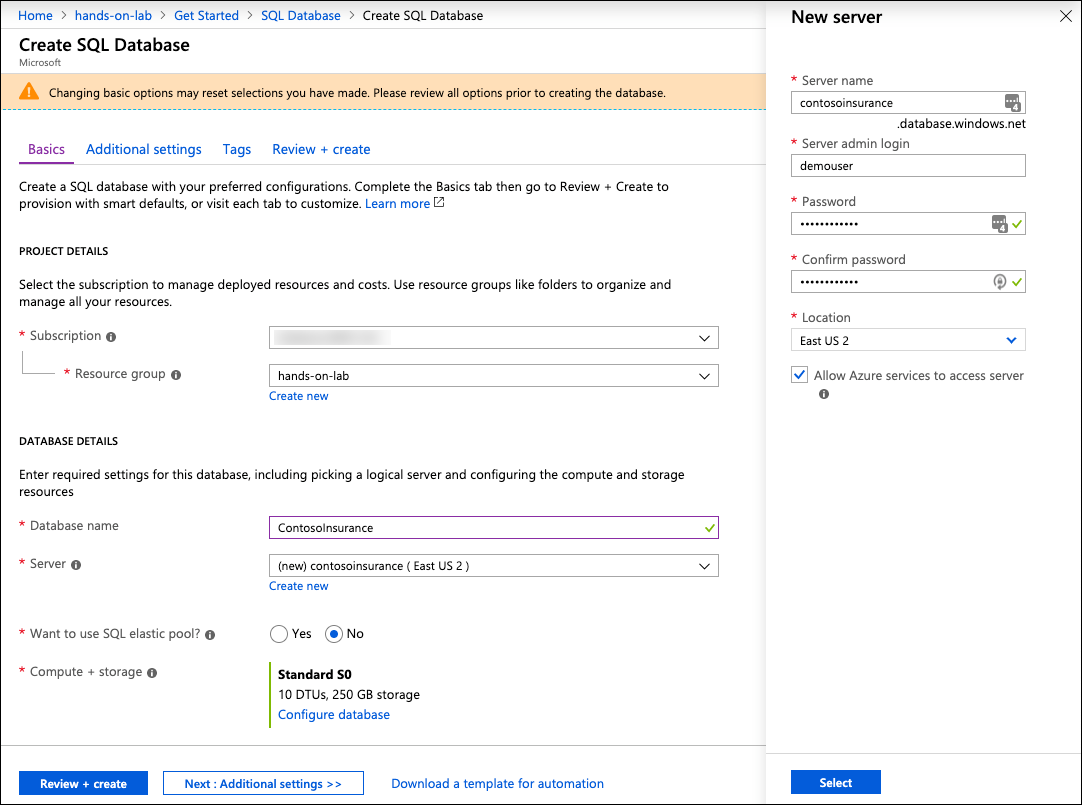 Home > hands-on-lab > Get Started > SQL Database > Create SQL Database
Create SQL Database
Microsoft
Changing basic options may reset selections you have made. Please review all options prior to creating the database.
Basics Additional settings Tags Review + create
Create a SQL database with your preferred configurations. Complete the Basics tab then go to Review + Create to
provision with smart defaults, or visit each tab to customize. Learn more
PROJECT DETAILS
Select the subscription to manage deployed resources and costs. Use resource groups like folders to organize and
manage all your resources.
* Subscription
* Resource group hands-on-lab
Create new
DATABASE DETAILS
Enter required settings for this database, including picking a logical server and configuring the compute and storage
resources
* Database name ContosoInsurance
* Server (new) contosoinsurance ( East US 2 )
Create new
* Want to use SQL elastic pool? Yes No
* Compute + storage Standard S0
10 DTUs, 250 GB storage
Configure database
Review + create Next : Additional settings >> Download a template for automation
New server
* Server name
contosoinsurance 4
.database.windows.net
* Server admin login
demouser
* Password
•••••••••••• 4
* Confirm password
••••••••••••
* Location
East US 2
Allow Azure services to access server
Select